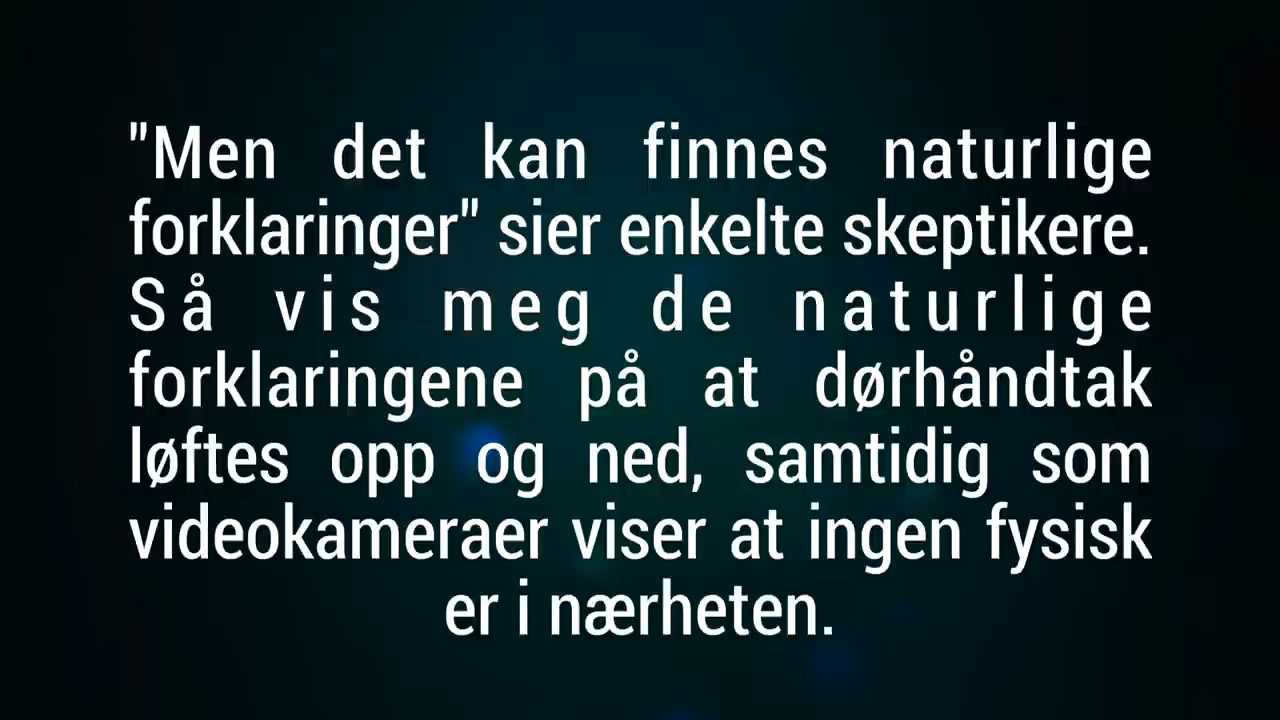 "Men det kan finnes naturlige
forklaringer" sier enkelte skeptikere.
Så vis meg de naturlige
forklaringene på at dørhåndtak
løftes opp og ned, samtidig som
videokameraer viser at ingen fysisk
er i nærheten.